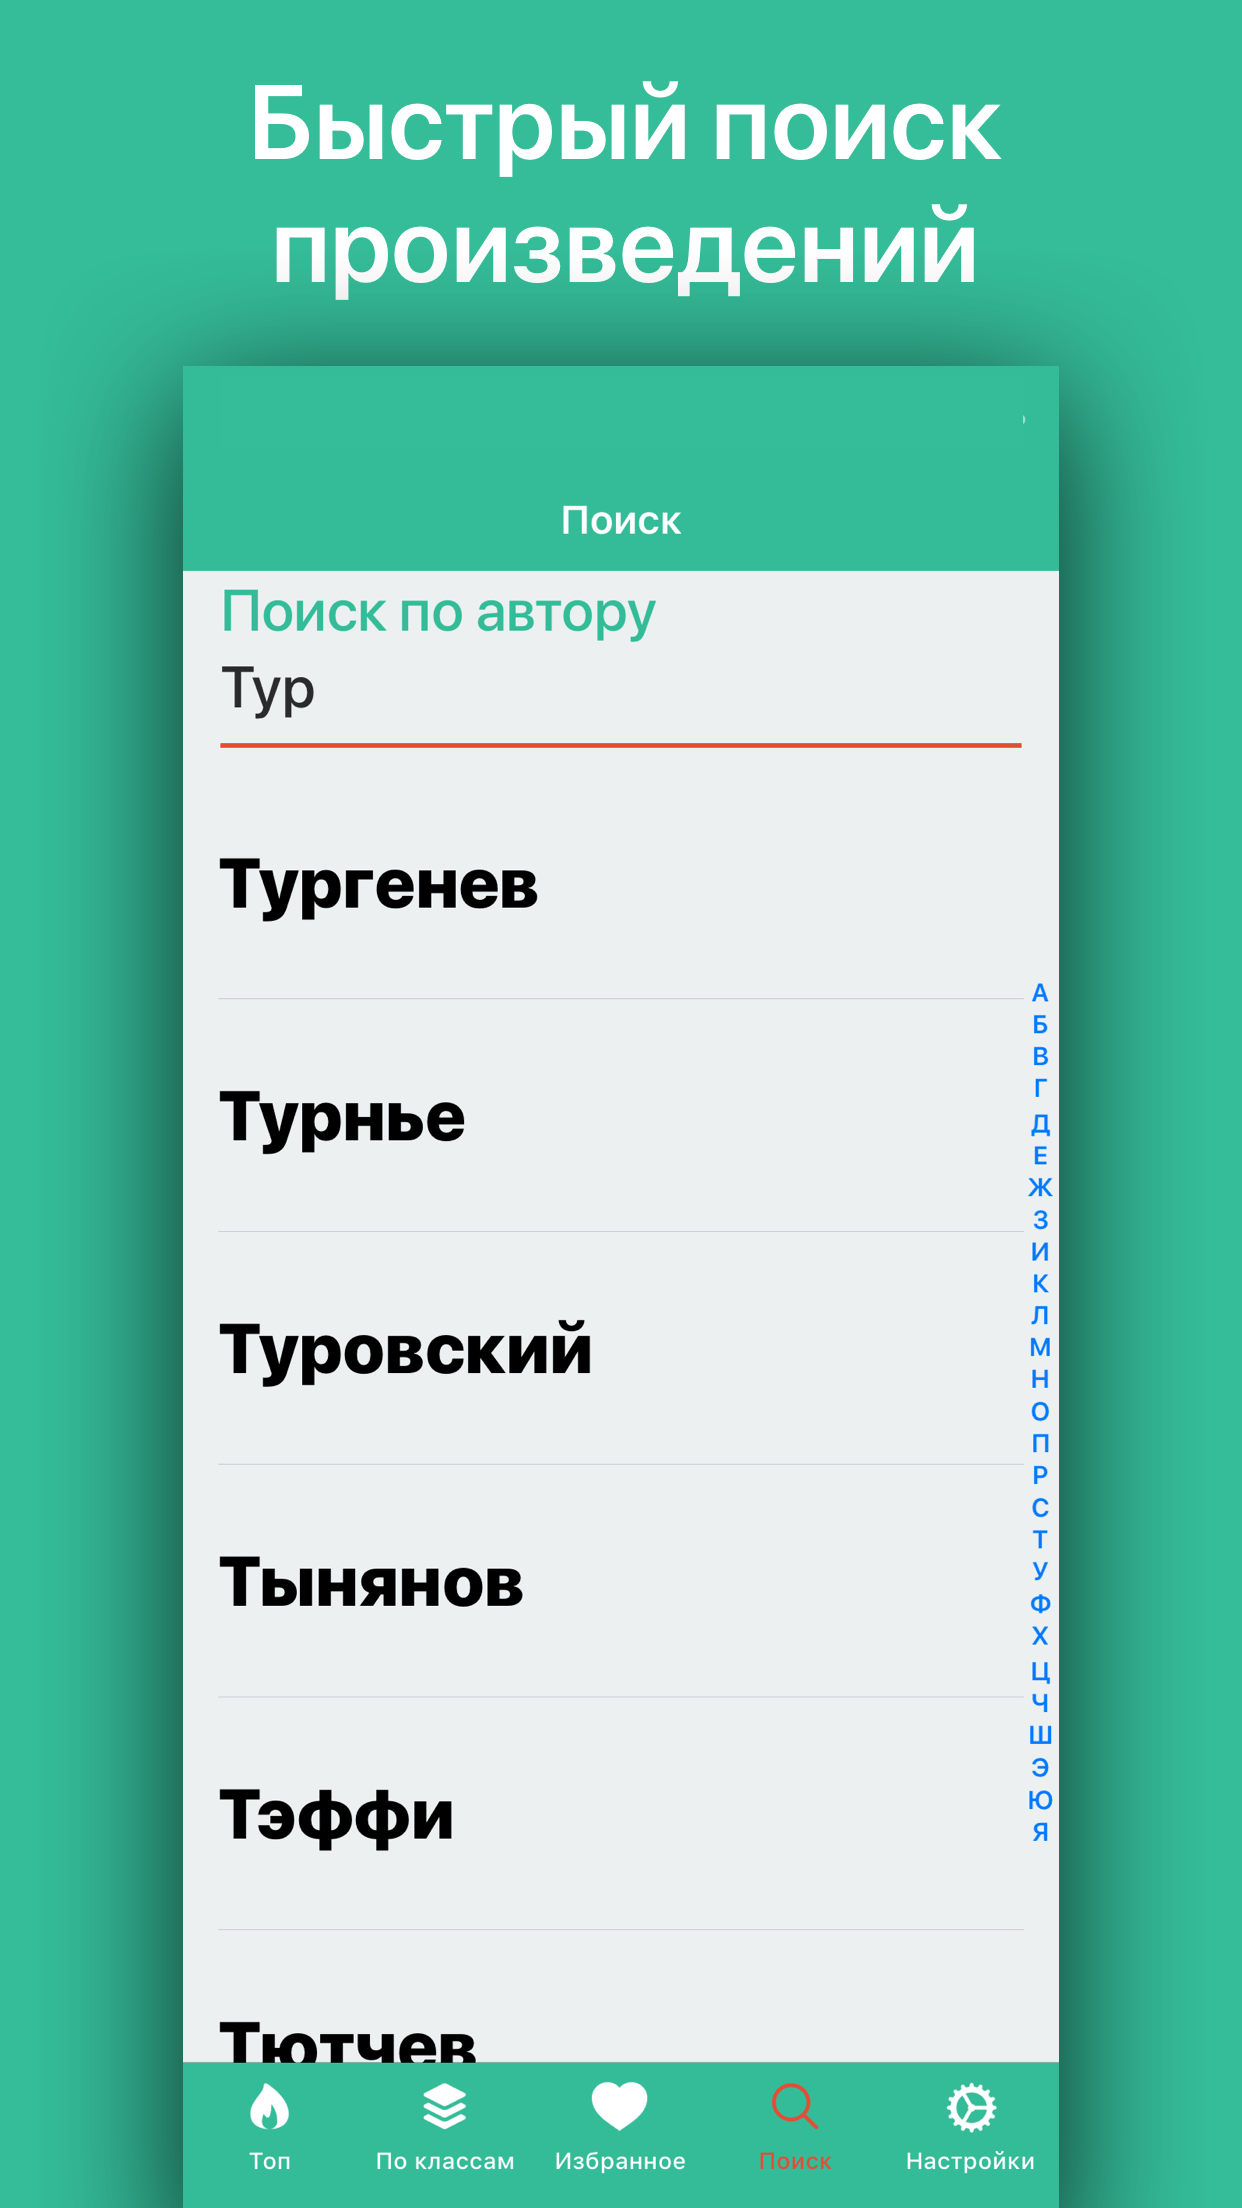 Быстрый поиск
произведений
Поиск
Поиск по автору
Тур
Тургенев
Турнье
Туровский
Тынянов
Тэффи
Тютчев
А
Б
В
Г
Д
Е
Ж
З
И
К
Л
М
Н
О
П
Р
С
Т
У
Ф
Х
Ц
Ч
Ш
Э
Ю
Я
Топ
По классам
Избранное
Поиск
Настройки